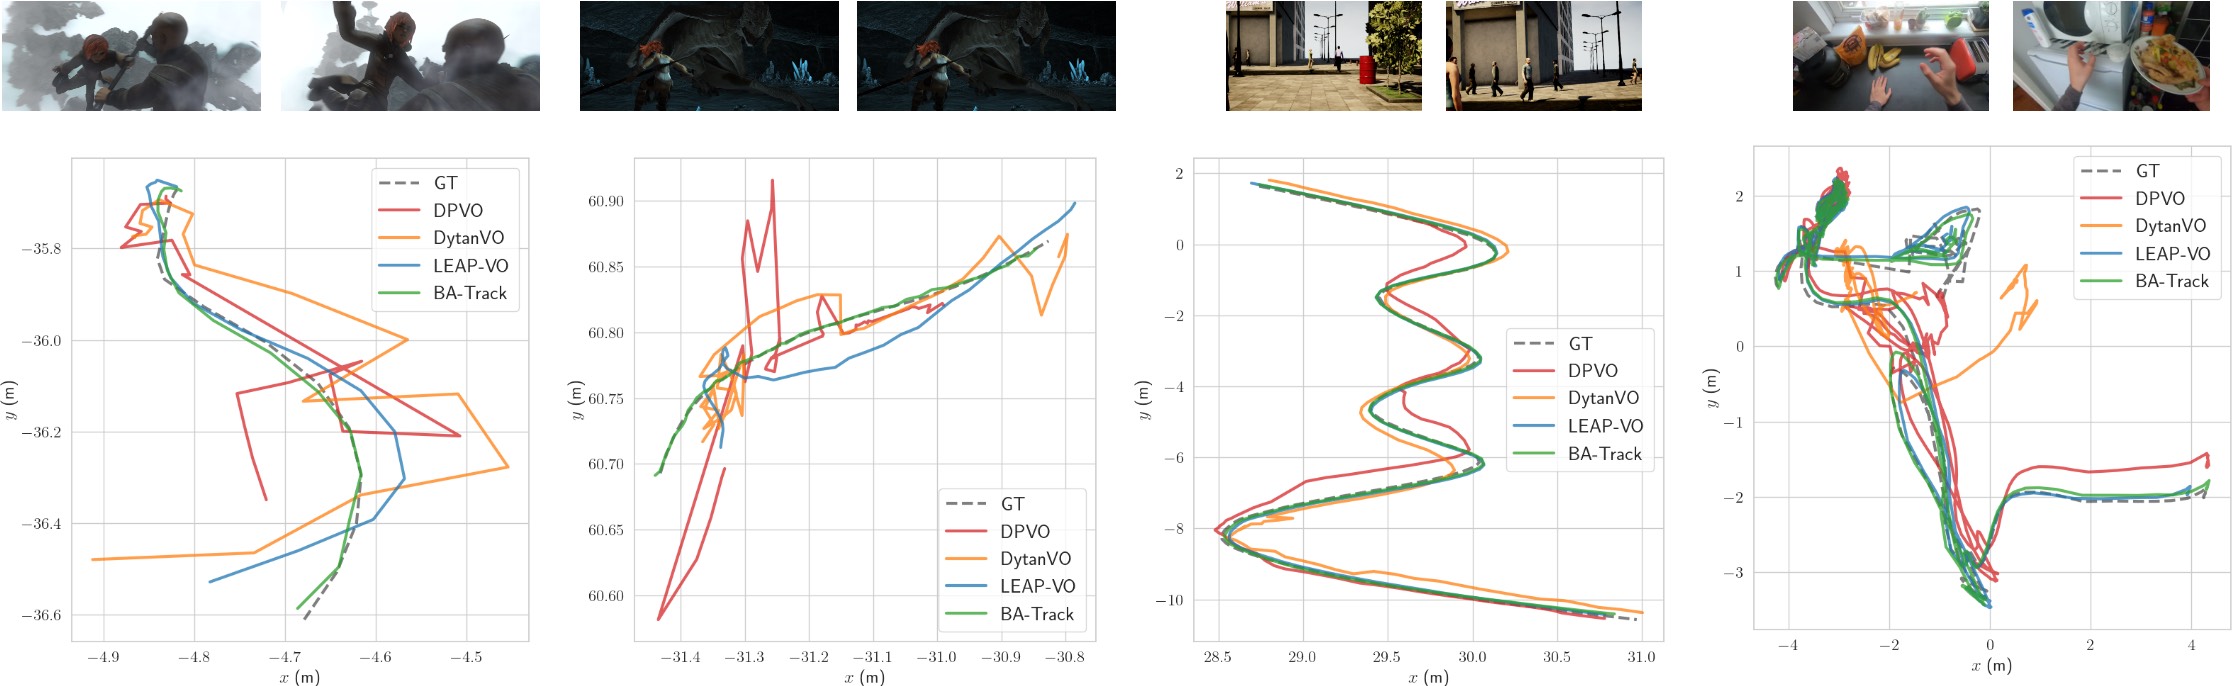 GT
DPVO
DytanVO
LEAP-VO
BA-Track
−35.8
−36.0
−36.2
−36.4
−36.6
y (m)
−4.9 −4.8 −4.7 −4.6 −4.5
x (m)
60.90
60.85
60.80
60.75
60.70
60.65
60.60
y (m)
GT
DPVO
DytanVO
LEAP-VO
BA-Track
−31.4 −31.3 −31.2 −31.1 −31.0 −30.9 −30.8
x (m)
2
0
−2
−4
−6
−8
−10
y (m)
GT
DPVO
DytanVO
LEAP-VO
BA-Track
28.5 29.0 29.5 30.0 30.5 31.0
x (m)
GT
DPVO
DytanVO
LEAP-VO
BA-Track
2
1
0
−1
−2
−3
y (m)
−4 −2 0 2 4
x (m)